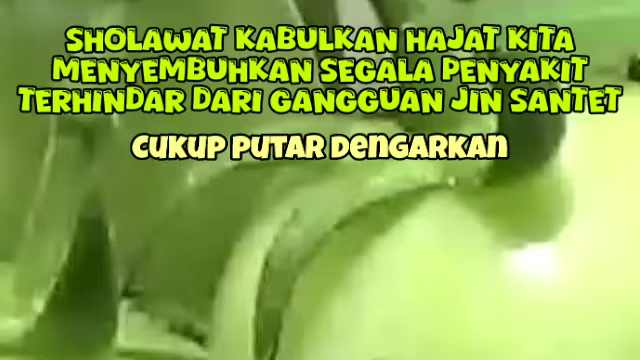 SHOLAWAT KABULKAN HAJAT KITA
MENYEMBUHKAN SEGALA PENYAKIT
TERHINDAR DARI GANGGUAN JIN SANTET
CUKUP PUTAR DENGARKAN